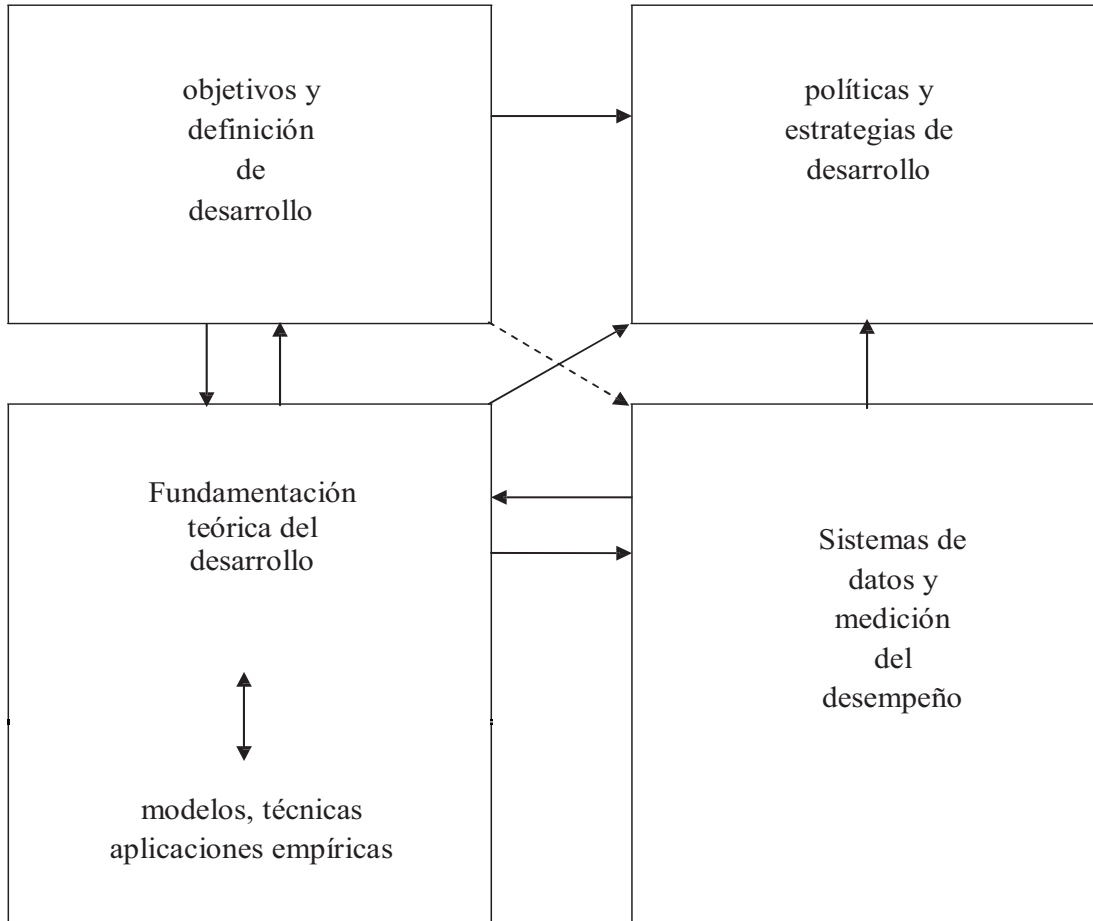 objetivos y
definición
de
desarrollo
políticas y
estrategias de
desarrollo
Fundamentación
teórica del
desarrollo
modelos, técnicas
aplicaciones empíricas
Sistemas de
datos y
medición
del
desempeño